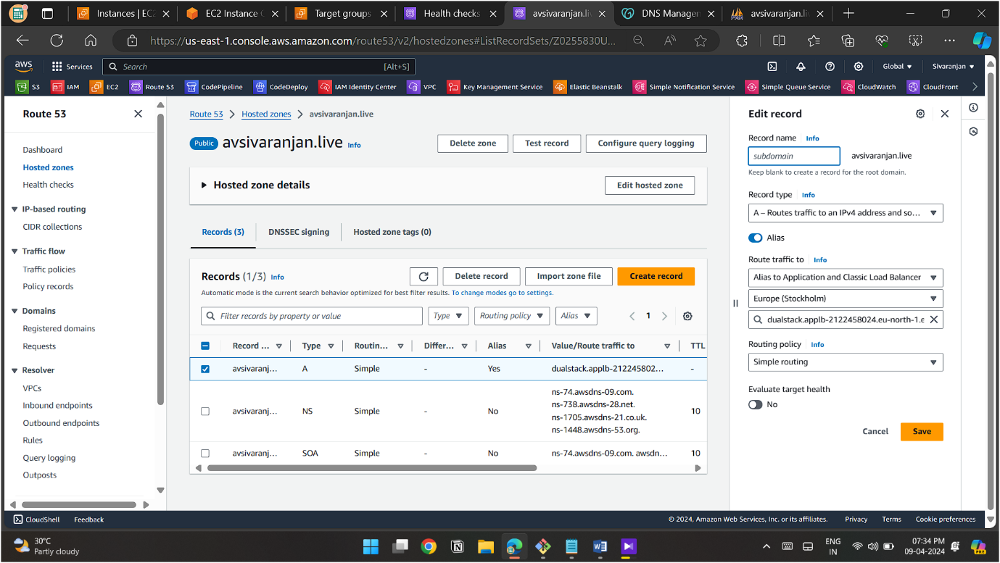 Instances | EC2
EC2 Instance C
Target groups
Health checks
avsivaranjan.li
DNS Managem
avsivaranjan.li
https://us-east-1.console.aws.amazon.com/route53/v2/hostedzones#ListRecordSets/Z0255830U...
aws
Services
Search
[Alt+S]
Global
Sivaranjan
S3
IAM
EC2
Route 53
CodePipeline
CodeDeploy
IAM Identity Center
VPC
Key Management Service
Elastic Beanstalk
Simple Notification Service
Simple Queue Service
CloudWatch
CloudFront
Route 53
Dashboard
Hosted zones
Health checks
IP-based routing
CIDR collections
Traffic flow
Traffic policies
Policy records
Domains
Registered domains
Requests
Resolver
VPCs
Inbound endpoints
Outbound endpoints
Rules
Query logging
Outposts
Route 53 > Hosted zones > avsivaranjan.live
Public avsivaranjan.live Info
Delete zone
Test record
Configure query logging
Hosted zone details
Edit hosted zone
Records (3)
DNSSEC signing
Hosted zone tags (0)
Records (1/3) Info
Delete record
Import zone file
Create record
Automatic mode is the current search behavior optimized for best filter results. To change modes go to settings.
Filter records by property or value
Type
Routing policy
Alias
1
Record ... Type Routin... Differ... Alias Value/Route traffic to TTL
avsivaranj... A Simple - Yes dualstack.applb-212245802... -
avsivaranj... NS Simple - No ns-74.awsdns-09.com. 10
ns-738.awsdns-28.net.
ns-1705.awsdns-21.co.uk.
ns-1448.awsdns-53.org.
avsivaranj... SOA Simple - No ns-74.awsdns-09.com. awsdn... 10
Edit record
Record name Info
subdomain
avsivaranjan.live
Keep blank to create a record for the root domain.
Record type Info
A – Routes traffic to an IPv4 address and so...
Alias
Route traffic to Info
Alias to Application and Classic Load Balancer
Europe (Stockholm)
dualstack.applb-2122458024.eu-north-1.e
Routing policy Info
Simple routing
Evaluate target health
No
Cancel
Save
CloudShell
Feedback
© 2024, Amazon Web Services, Inc. or its affiliates.
Privacy
Terms
Cookie preferences
30°C
Partly cloudy
ENG
IN
07:34 PM
09-04-2024